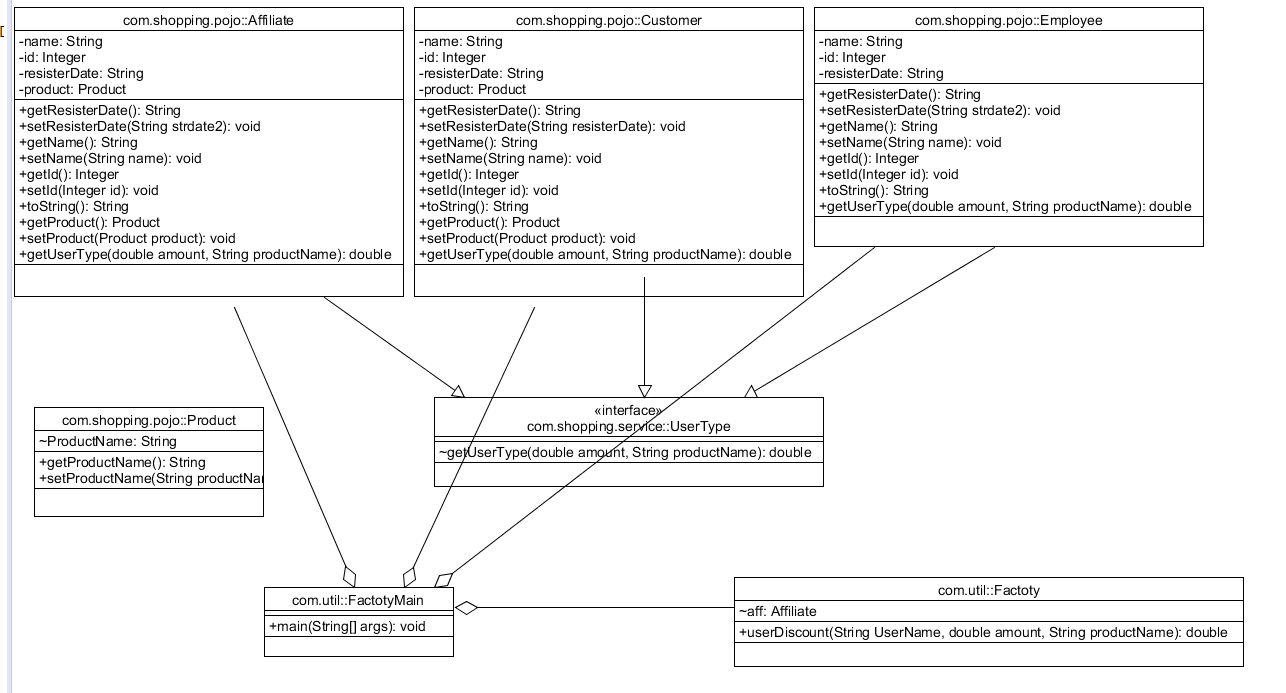 com.shopping.pojo::Affiliate
-name: String
-id: Integer
-resisterDate: String
-product: Product
+getResisterDate(): String
+setResisterDate(String strdate2): void
+getName(): String
+setName(String name): void
+getId(): Integer
+setId(Integer id): void
+toString(): String
+getProduct(): Product
+setProduct(Product product): void
+getUserType(double amount, String productName): double
com.shopping.pojo::Customer
-name: String
-id: Integer
-resisterDate: String
-product: Product
+getResisterDate(): String
+setResisterDate(String resisterDate): void
+getName(): String
+setName(String name): void
+getId(): Integer
+setId(Integer id): void
+toString(): String
+getProduct(): Product
+setProduct(Product product): void
+getUserType(double amount, String productName): double
com.shopping.pojo::Employee
-name: String
-id: Integer
-resisterDate: String
+getResisterDate(): String
+setResisterDate(String strdate2): void
+getName(): String
+setName(String name): void
+getId(): Integer
+setId(Integer id): void
+toString(): String
+getUserType(double amount, String productName): double
com.shopping.pojo::Product
~ProductName: String
+getProductName(): String
+setProductName(String productNa
«interface»
com.shopping.service::UserType
~getUserType(double amount, String productName): double
com.util::FactotyMain
+main(String[] args): void
com.util::Factoty
~aff: Affiliate
+userDiscount(String UserName, double amount, String productName): double